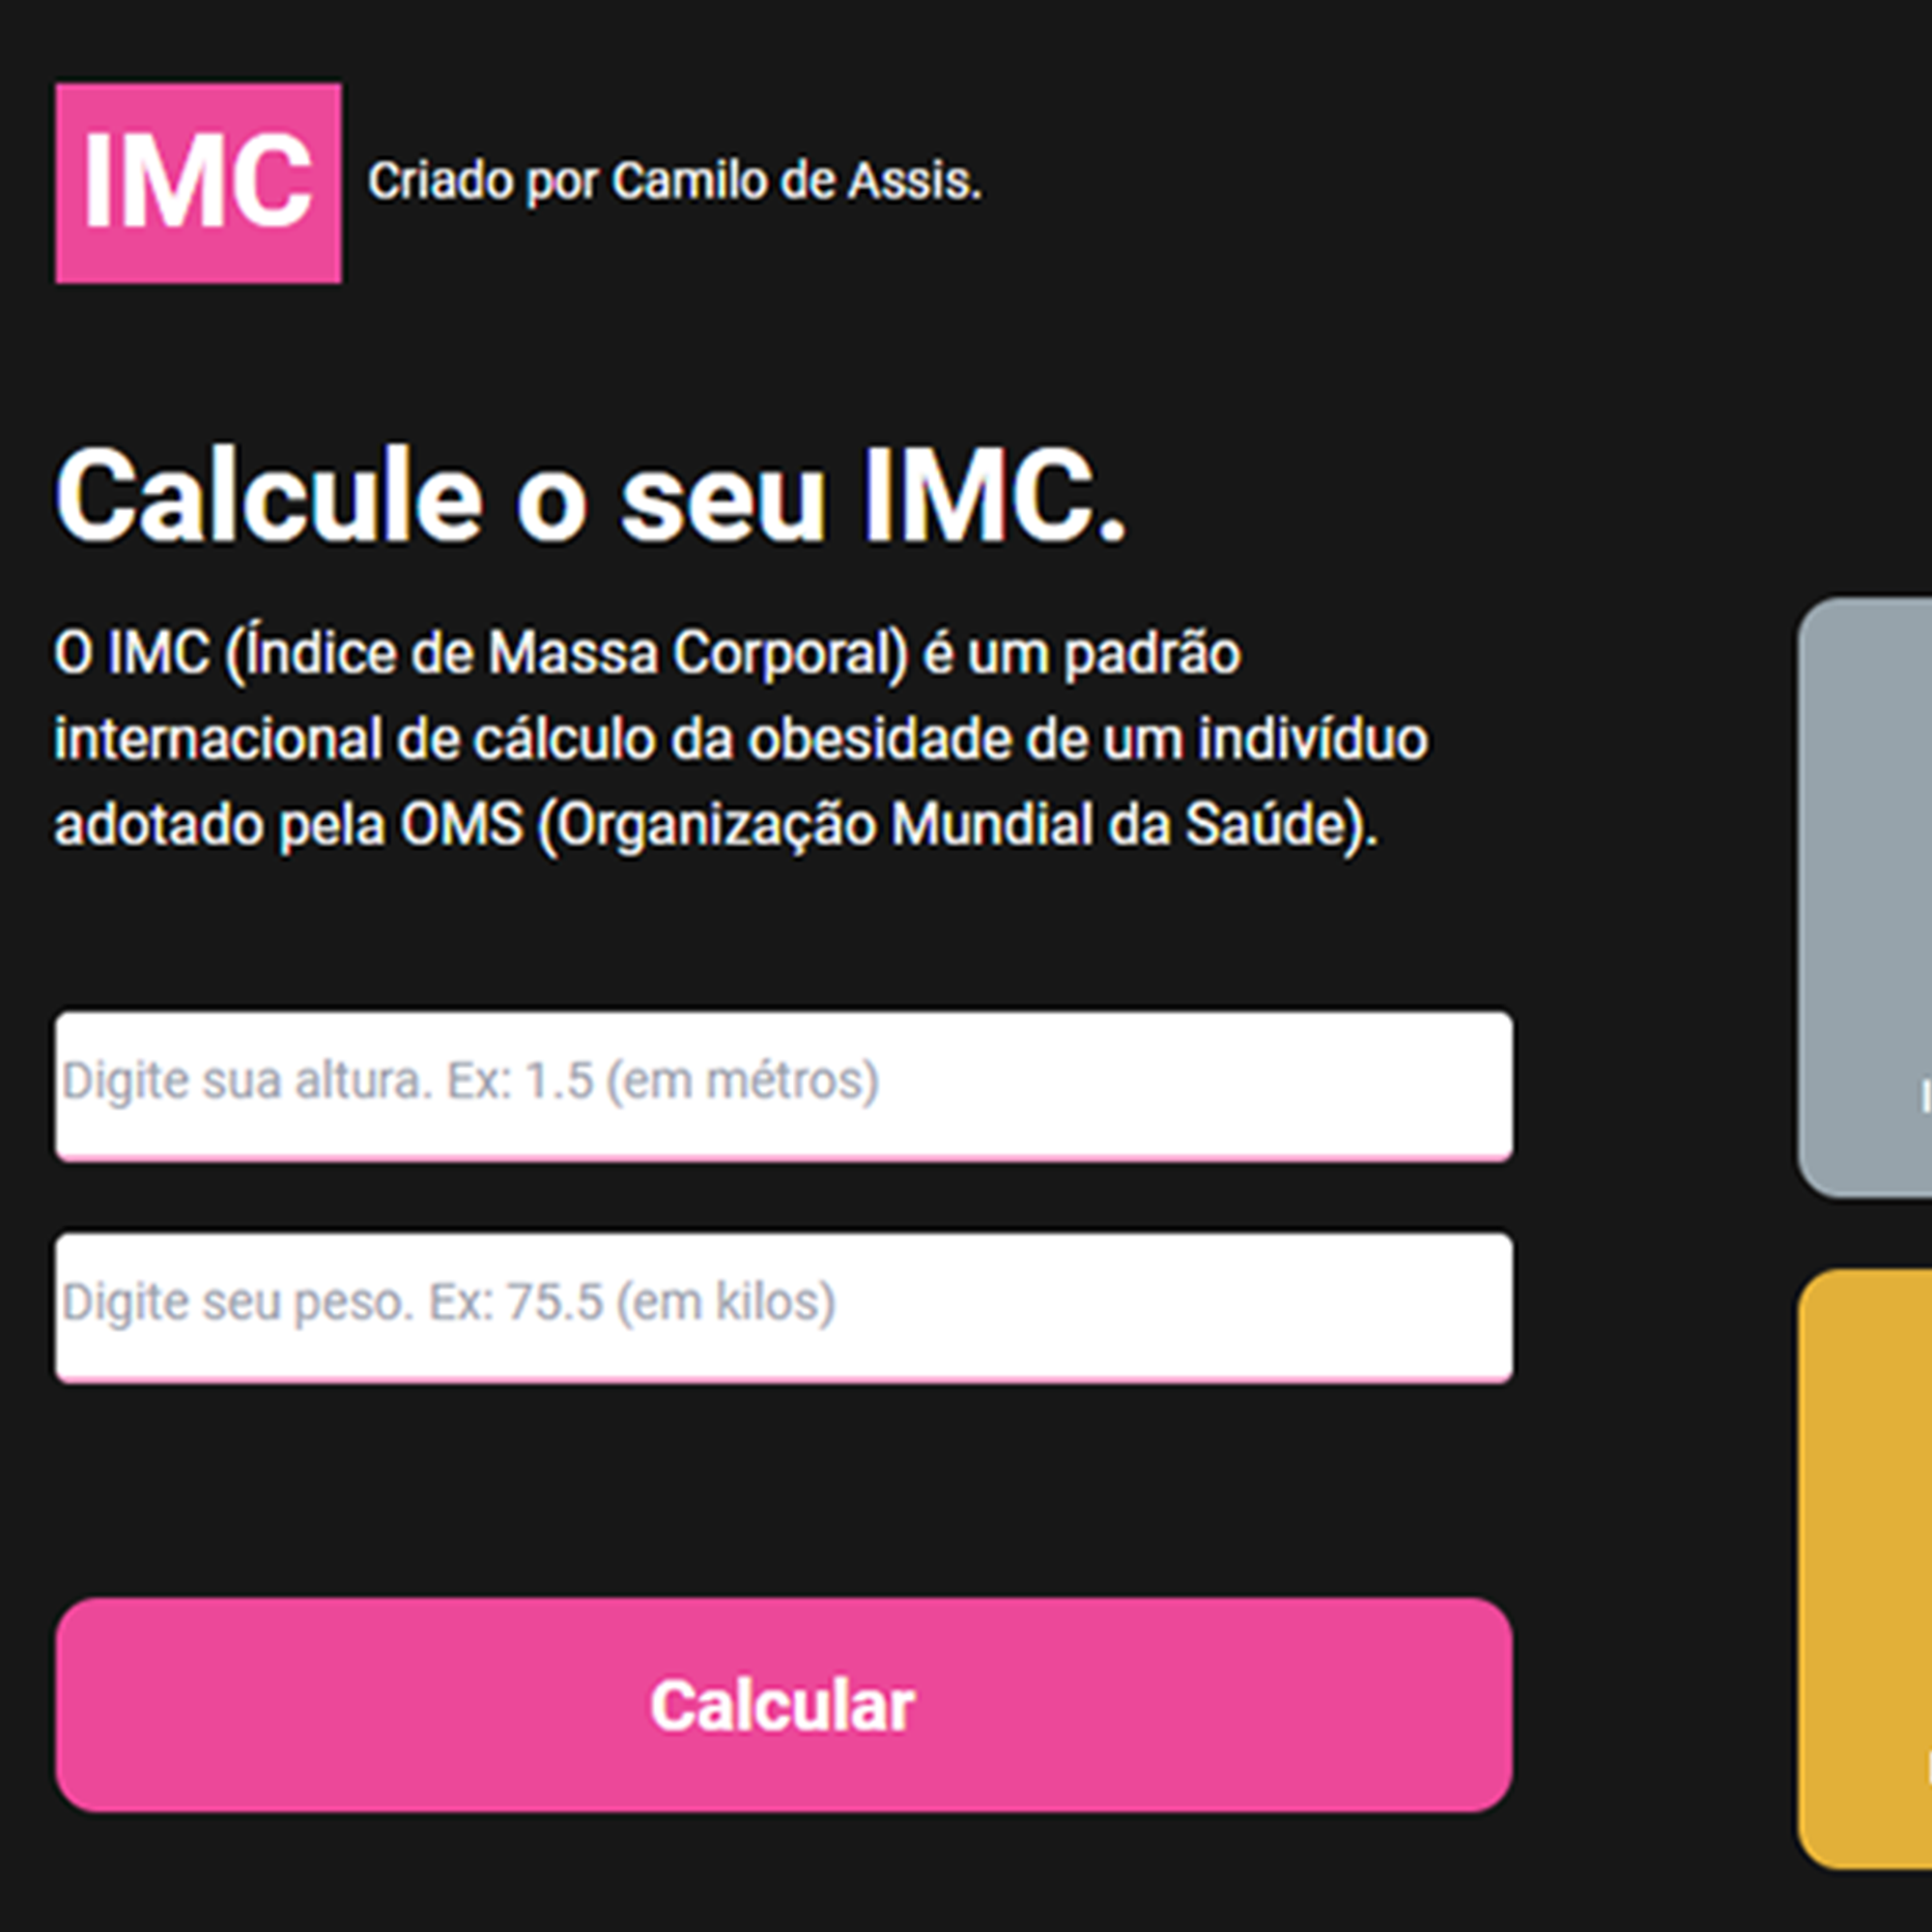 IMC
Criado por Camilo de Assis.
Calcule o seu IMC.
O IMC (Índice de Massa Corporal) é um padrão
internacional de cálculo da obesidade de um indivíduo
adotado pela OMS (Organização Mundial da Saúde).
Digite sua altura. Ex: 1.5 (em métros)
Digite seu peso. Ex: 75.5 (em kilos)
Calcular